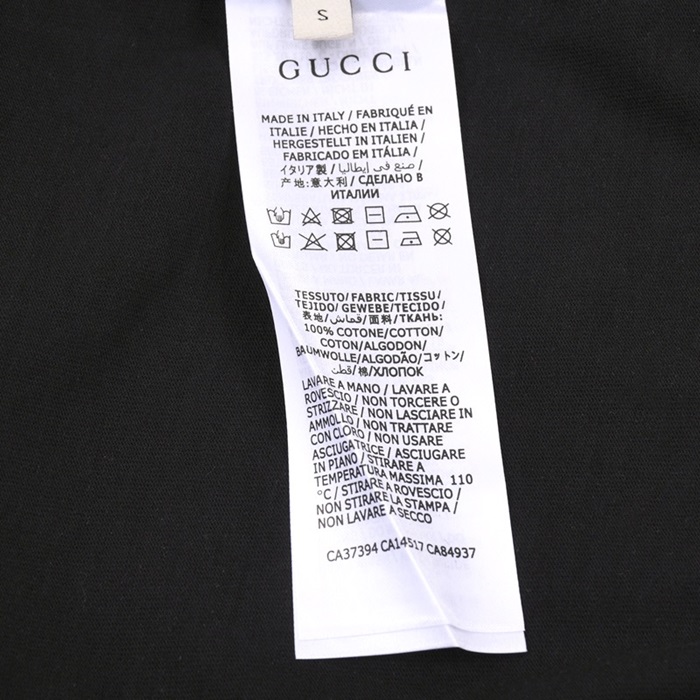 S
GUCCI
MADE IN ITALY / FABRIQUÉ EN
ITALIE / HECHO EN ITALIA /
HERGESTELLT IN ITALIEN /
FABRICADO EM ITÁLIA /
イタリア製 / صنع في إيطاليا /
产地:意大利 / СДЕЛАНО В
ИТАЛИИ
TESSUTO/ FABRIC/TISSU/
TEJIDO/ GEWEBE/TECIDO/
表地/قماش/面料/ТКАНЬ:
100% COTONE/COTTON/
COTON/ALGODON/
BAUMWOLLE/ALGODÃO/コットン/
قطن/棉/ХЛОПОК
LAVARE A MANO / LAVARE A
ROVESCIO / NON TORCERE O
STRIZZARE / NON LASCIARE IN
AMMOLLO / NON TRATTARE
CON CLORO / NON USARE
ASCIUGATRICE / ASCIUGARE
IN PIANO / STIRARE A
TEMPERATURA MASSIMA 110
°C / STIRARE A ROVESCIO /
NON STIRARE LA STAMPA /
NON LAVARE A SECCO
CA37394 CA14517 CA84937